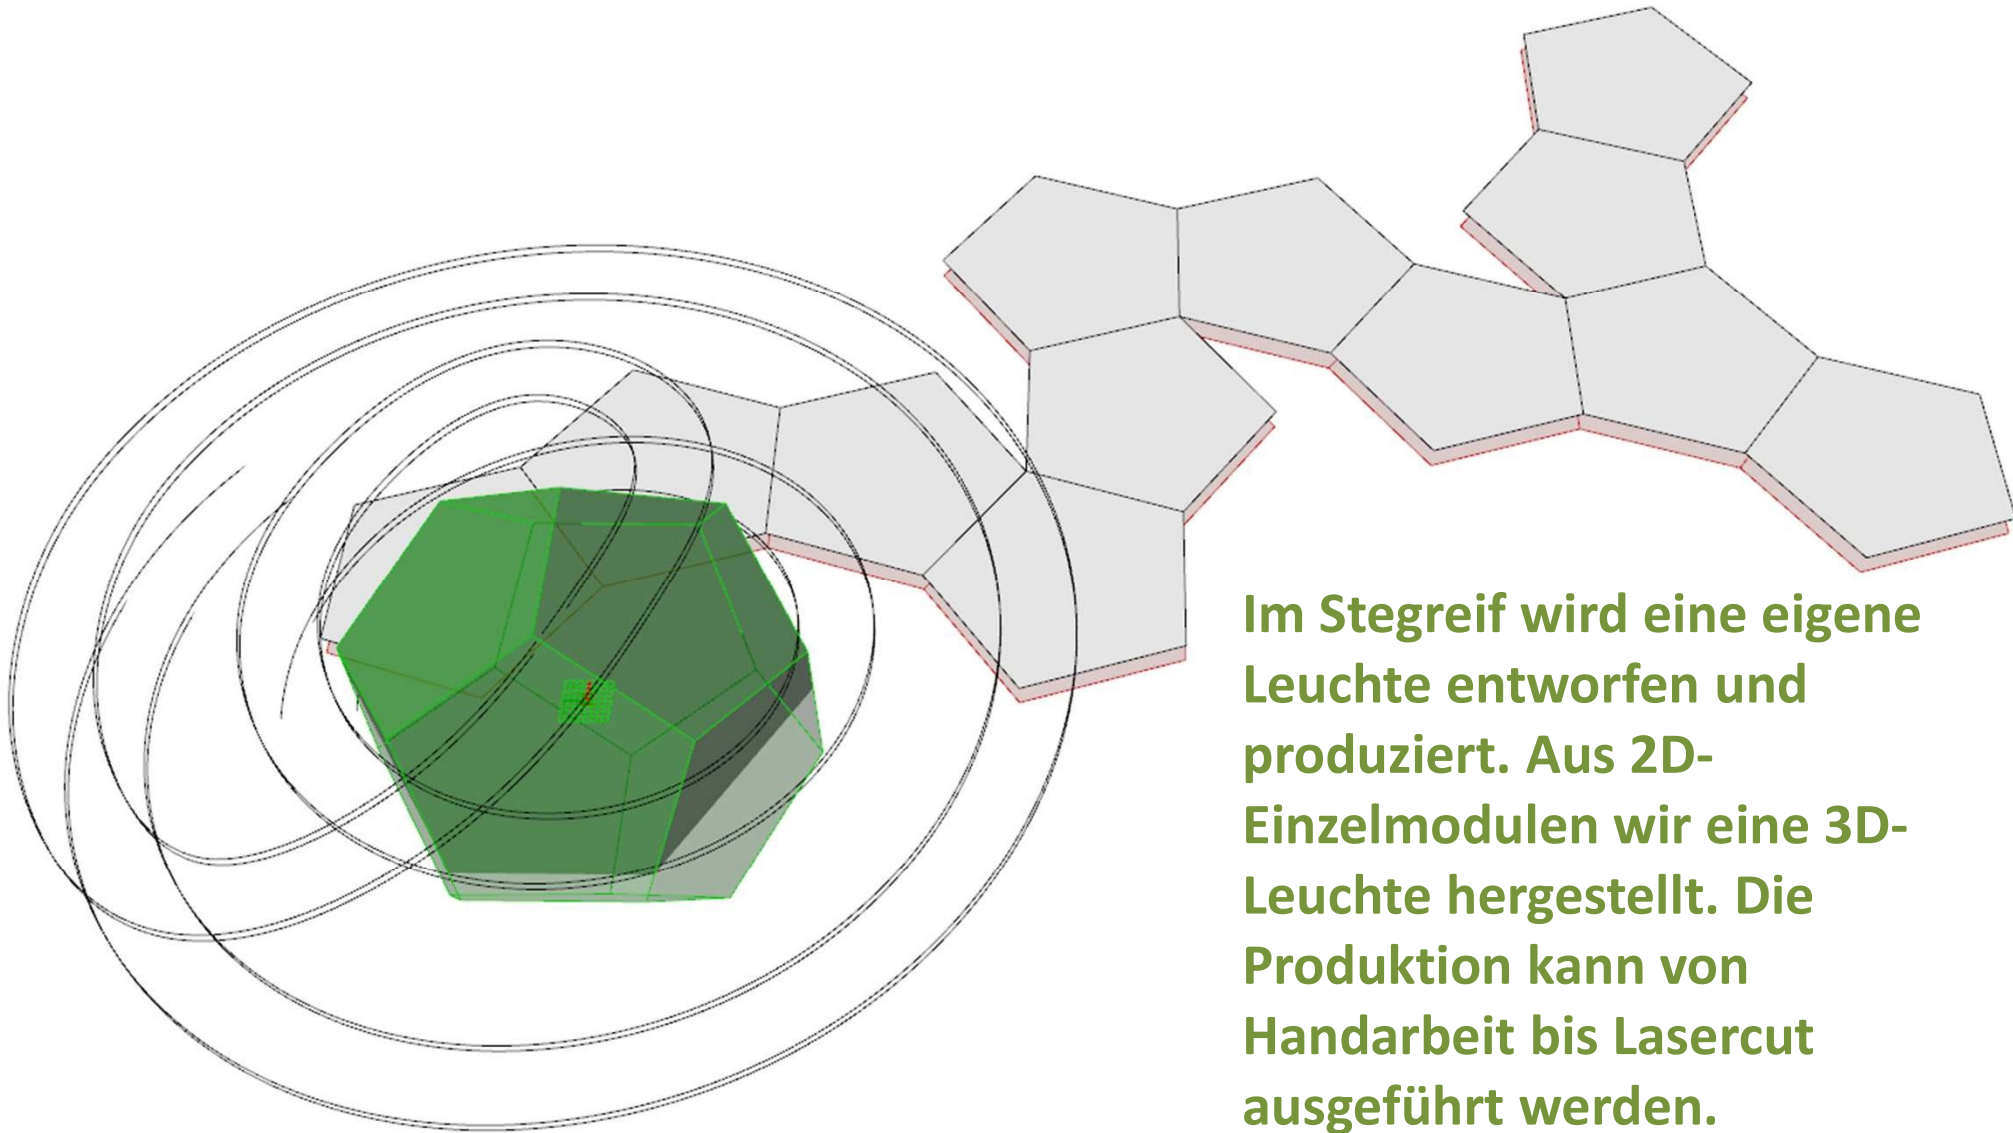 Im Stegreif wird eine eigene
Leuchte entworfen und
produziert. Aus 2D-
Einzelmodulen wir eine 3D-
Leuchte hergestellt. Die
Produktion kann von
Handarbeit bis Lasercut
ausgeführt werden.